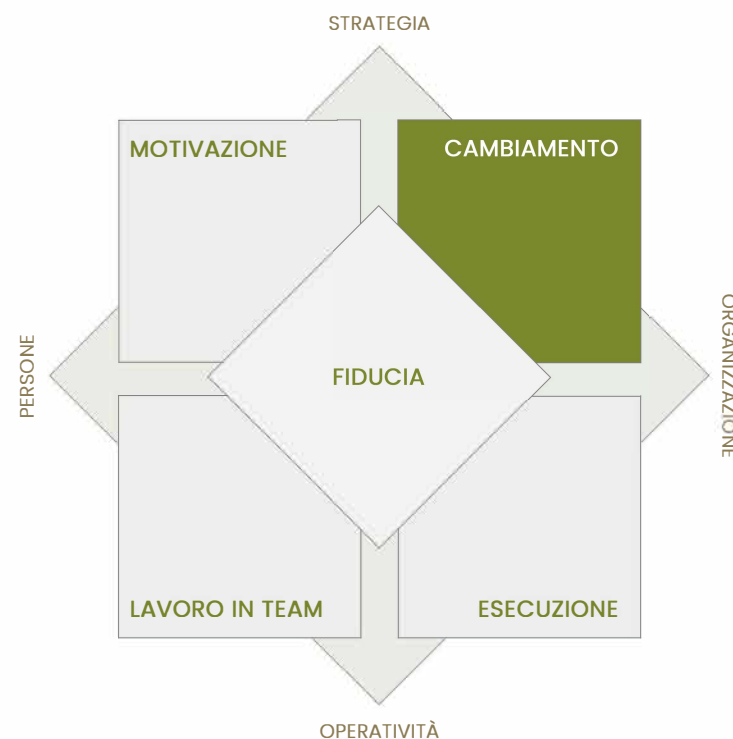 STRATEGIA
MOTIVAZIONE
CAMBIAMENTO
PERSONE
FIDUCIA
ORGANIZZAZIONE
LAVORO IN TEAM
ESECUZIONE
OPERATIVITÀ